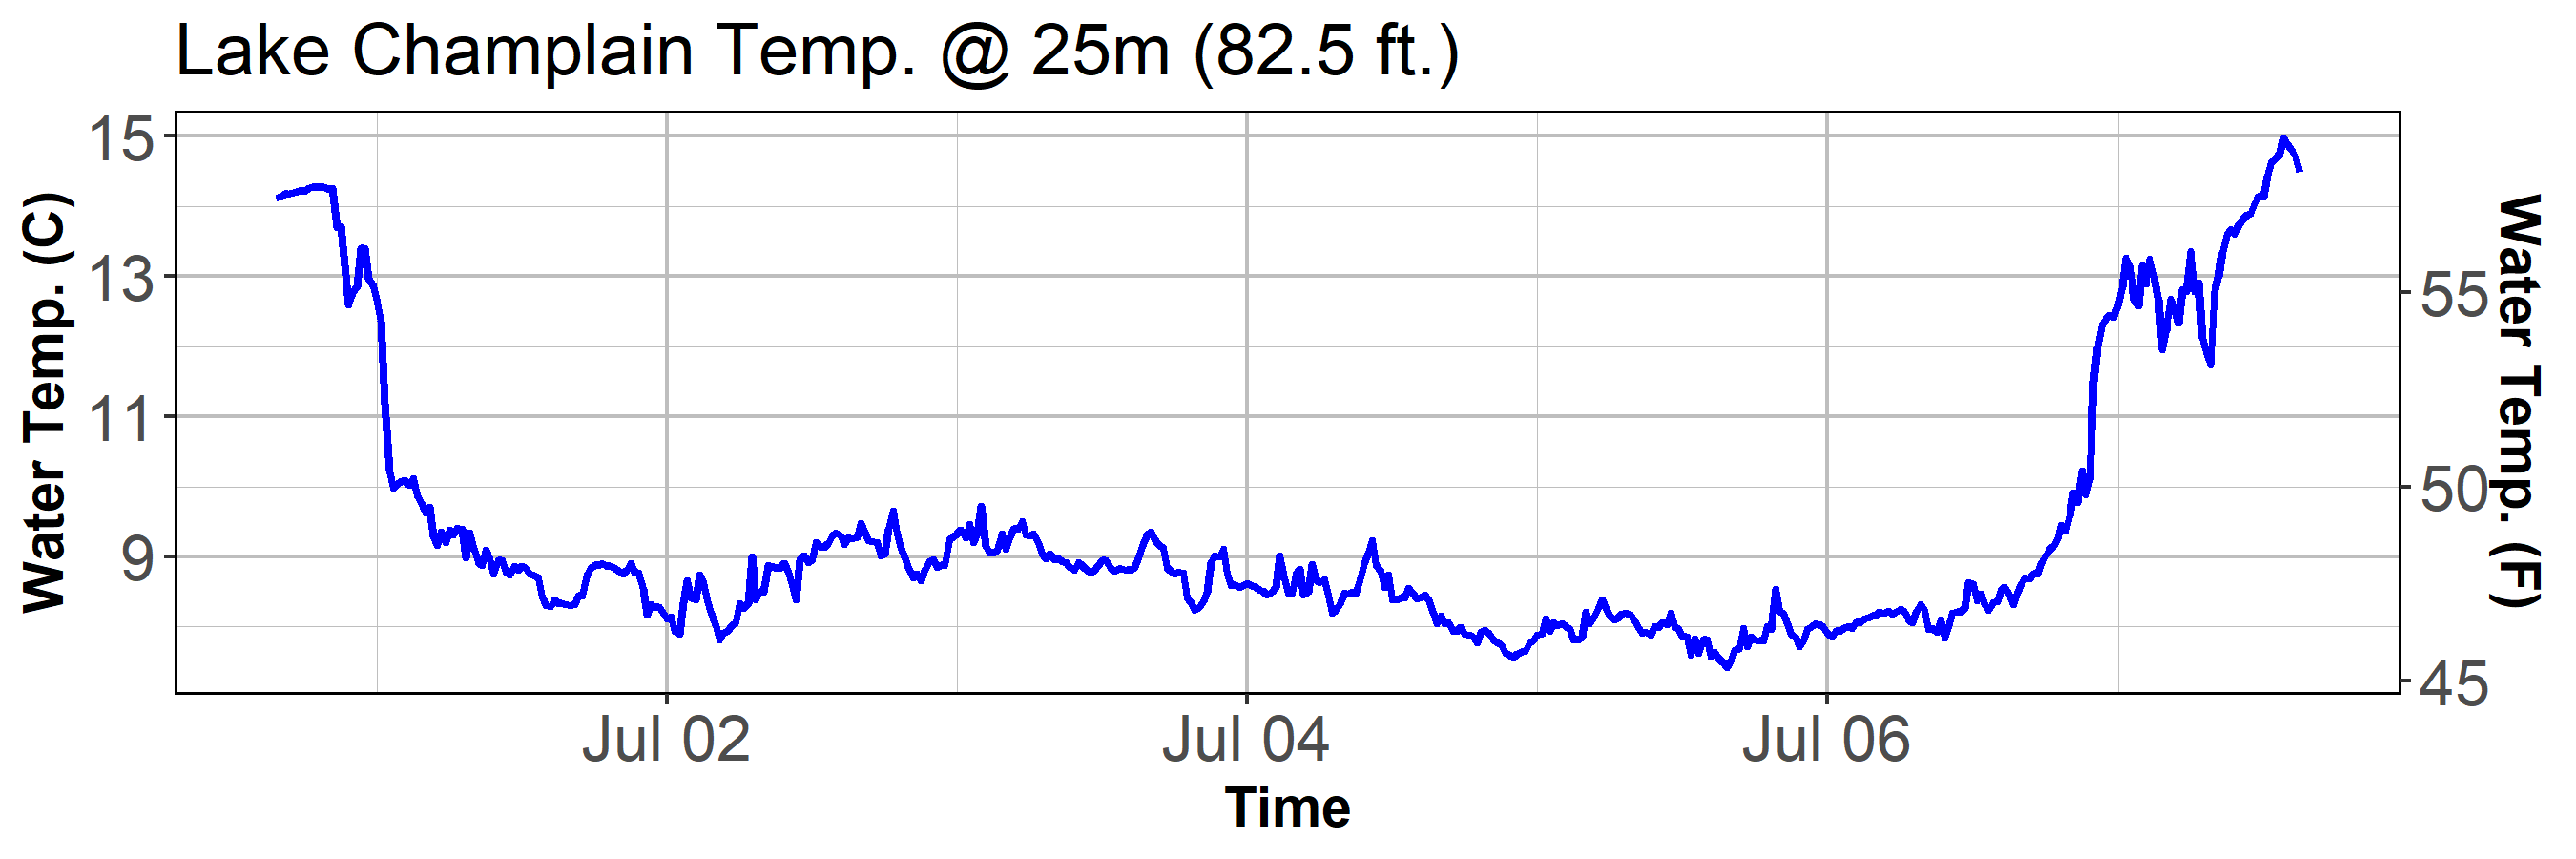 Lake Champlain Temp. @ 25m (82.5 ft.)
Water Temp. (C)
15
13
11
9
Water Temp. (F)
55
50
45
Jul 02 Jul 04 Jul 06
Time